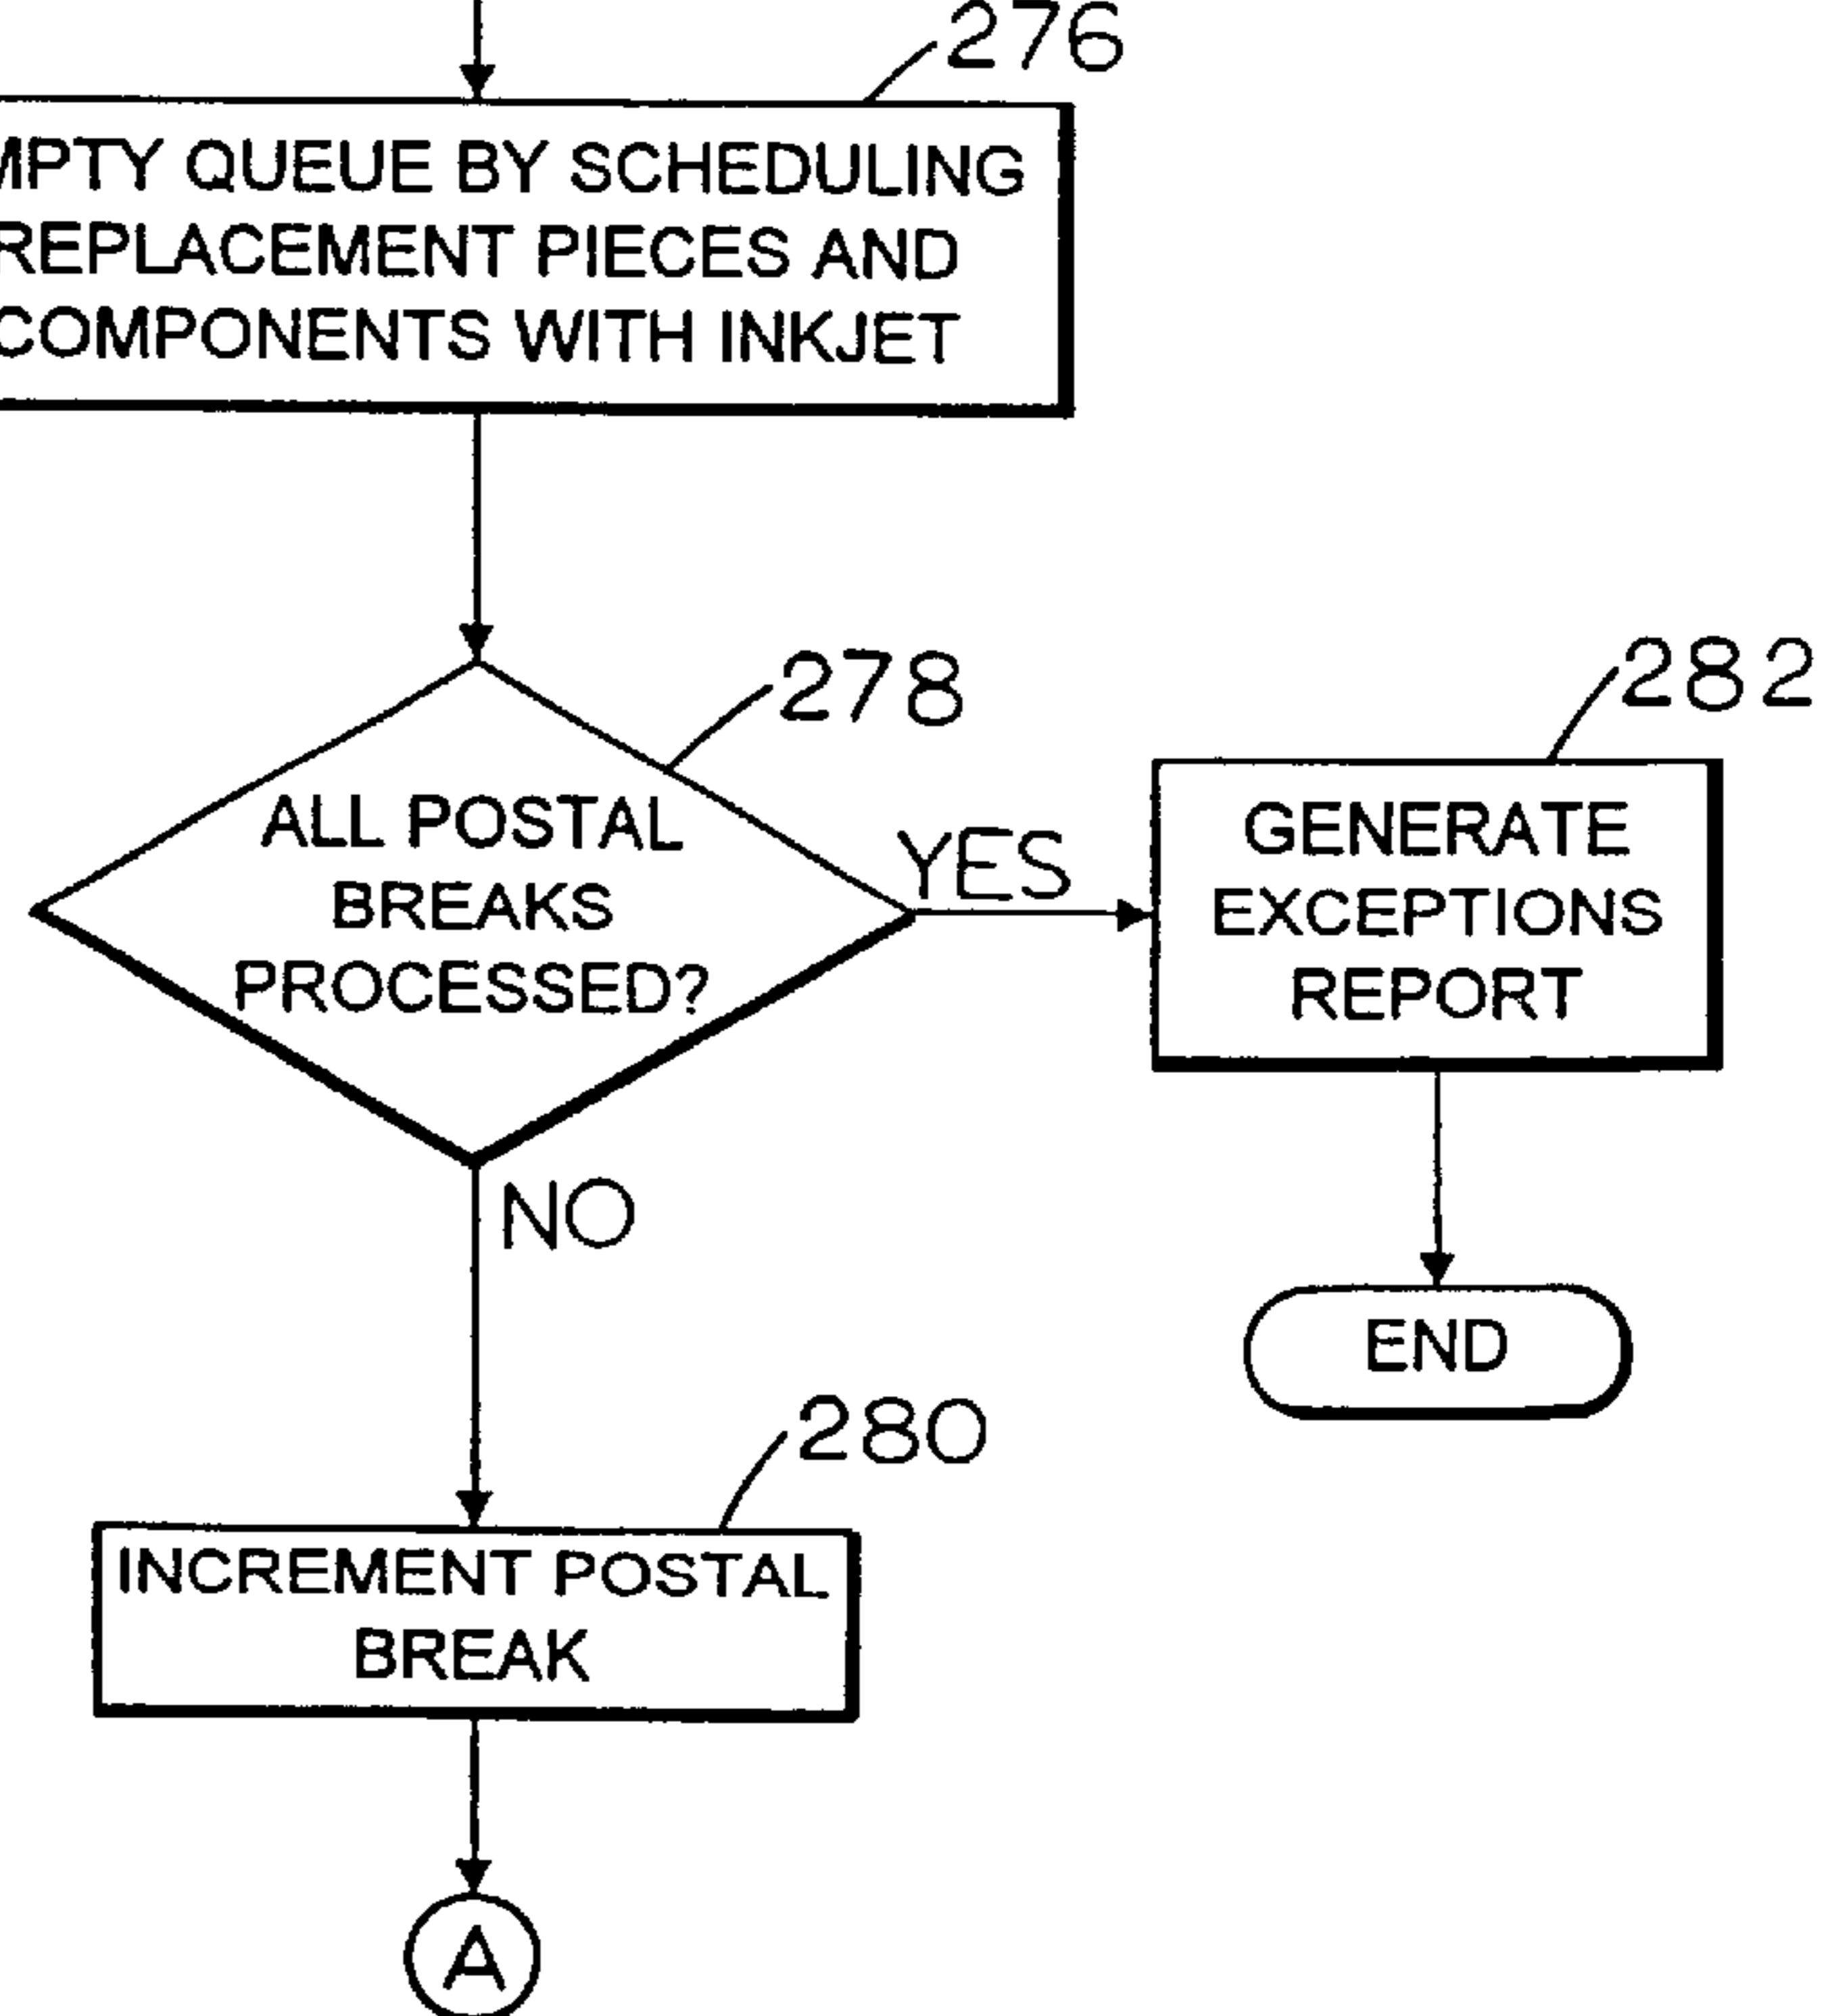 276
QUEUE BY SCHEDULING
REPLACEMENT PIECES AND
COMPONENTS WITH INKJET
278
282
ALL POSTAL
BREAKS
PROCESSED?
YES
GENERATE
EXCEPTIONS
REPORT
NO
END
280
INCREMENT POSTAL
BREAK
A